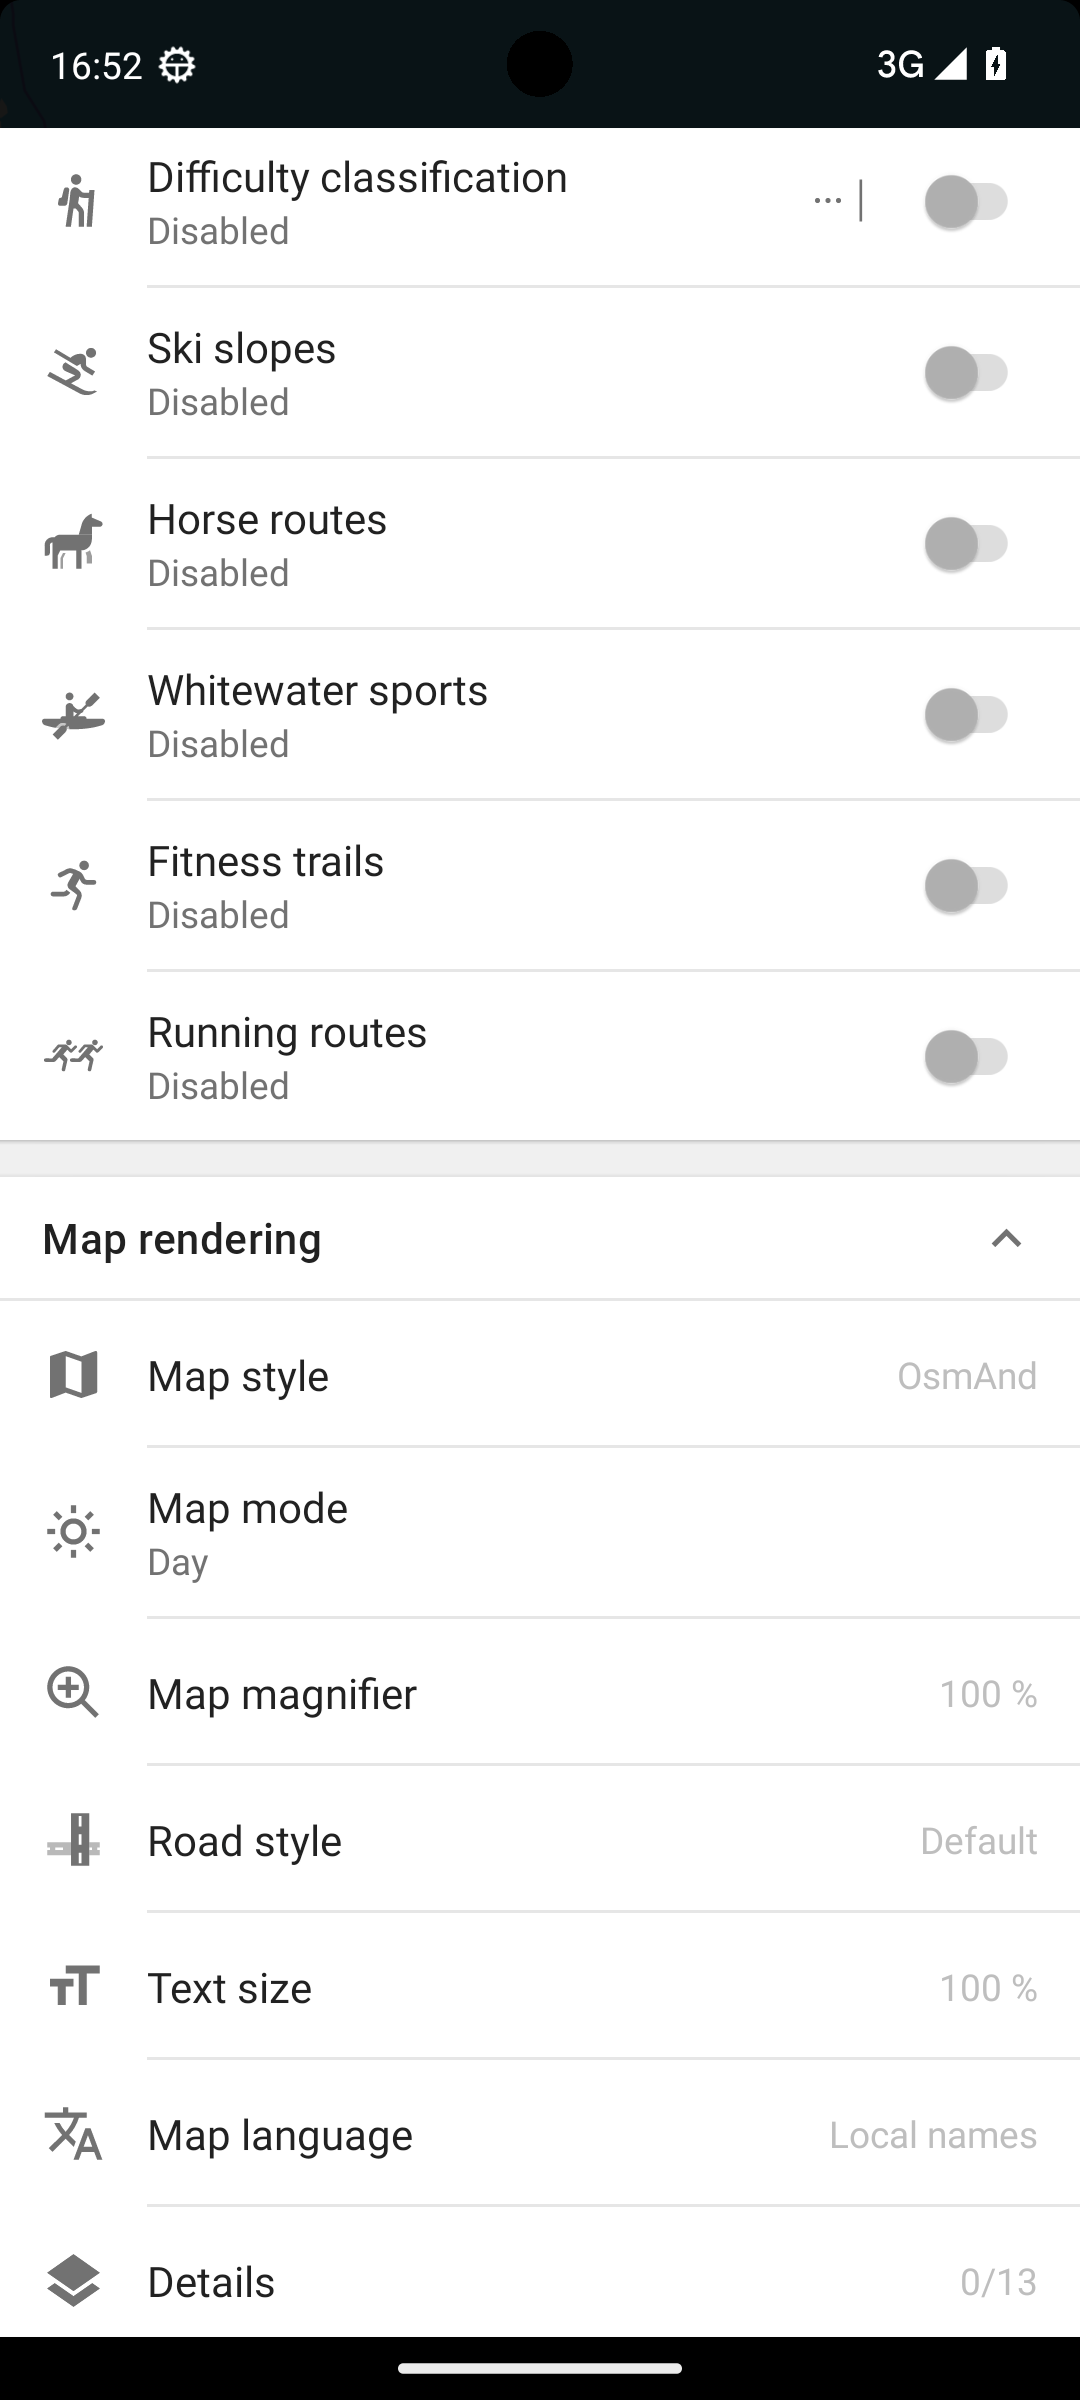 16:52
3G
Difficulty classification
Disabled
Ski slopes
Disabled
Horse routes
Disabled
Whitewater sports
Disabled
Fitness trails
Disabled
Running routes
Disabled
Map rendering
Map style OsmAnd
Map mode
Day
Map magnifier 100 %
Road style Default
Text size 100 %
Map language Local names
Details 0/13